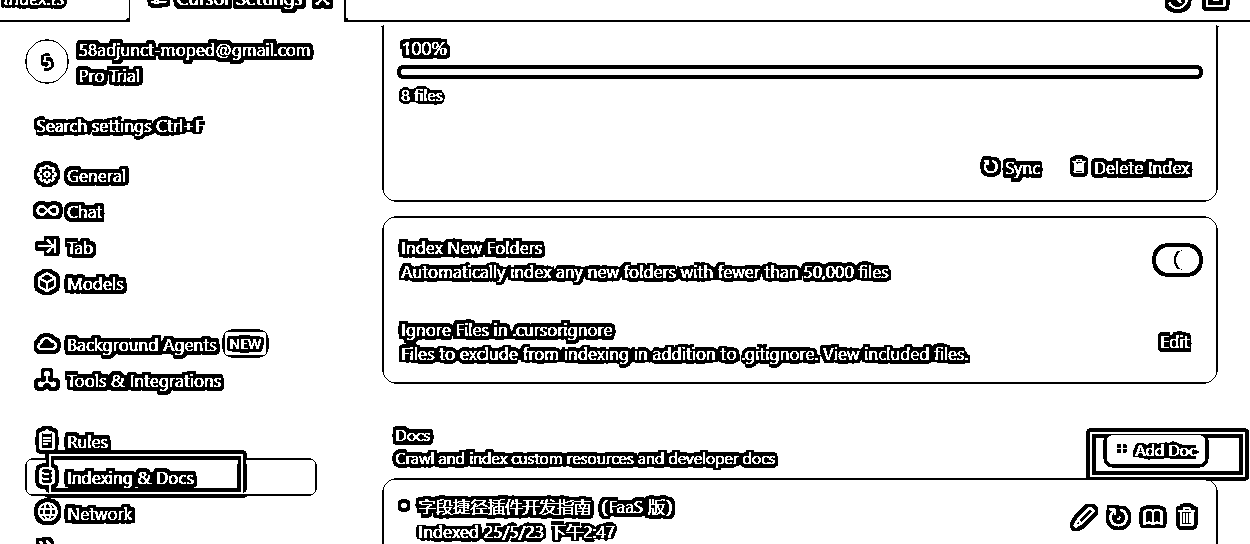 Cursor Settings
58adjunct-moped@gmail.com
Pro Trial
Search settings Ctrl+F
General
Chat
Tab
Models
Background Agents NEW
Tools & Integrations
Rules
Indexing & Docs
Network
100%
8 files
Sync Delete Index
Index New Folders
Automatically index any new folders with fewer than 50,000 files
Ignore Files in .cursorignore
Files to exclude from indexing in addition to .gitignore. View included files.
Edit
Docs
Crawl and index custom resources and developer docs
Add Doc
字段捷径插件开发指南 (FaaS 版)
Indexed 25/5/23 下午2:47